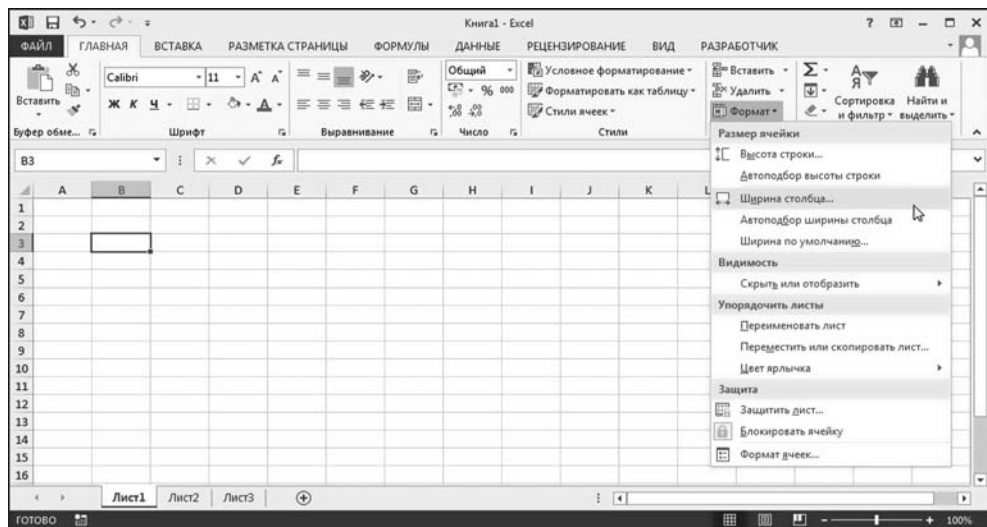 Книга1 - Excel
ФАЙЛ ГЛАВНАЯ ВСТАВКА РАЗМЕТКА СТРАНИЦЫ ФОРМУЛЫ ДАННЫЕ РЕЦЕНЗИРОВАНИЕ ВИД РАЗРАБОТЧИК
Вставить
Буфер обме...
Calibri 11
Ж К Ч
Шрифт
Выравнивание
Общий
% 000
Число
Условное форматирование
Форматировать как таблицу
Стили ячеек
Стили
Вставить
Удалить
Формат
Сортировка и фильтр
Найти и выделить
B3
fx
A B C D E F G H I J K L
1
2
3
4
5
6
7
8
9
10
11
12
13
14
15
16
Размер ячейки
Высота строки...
Автоподбор высоты строки
Ширина столбца...
Автоподбор ширины столбца
Ширина по умолчанию...
Видимость
Скрыть или отобразить
Упорядочить листы
Переименовать лист
Переместить или скопировать лист...
Цвет ярлычка
Защита
Защитить лист...
Блокировать ячейку
Формат ячеек...
Лист1 Лист2 Лист3
ГОТОВО
100%